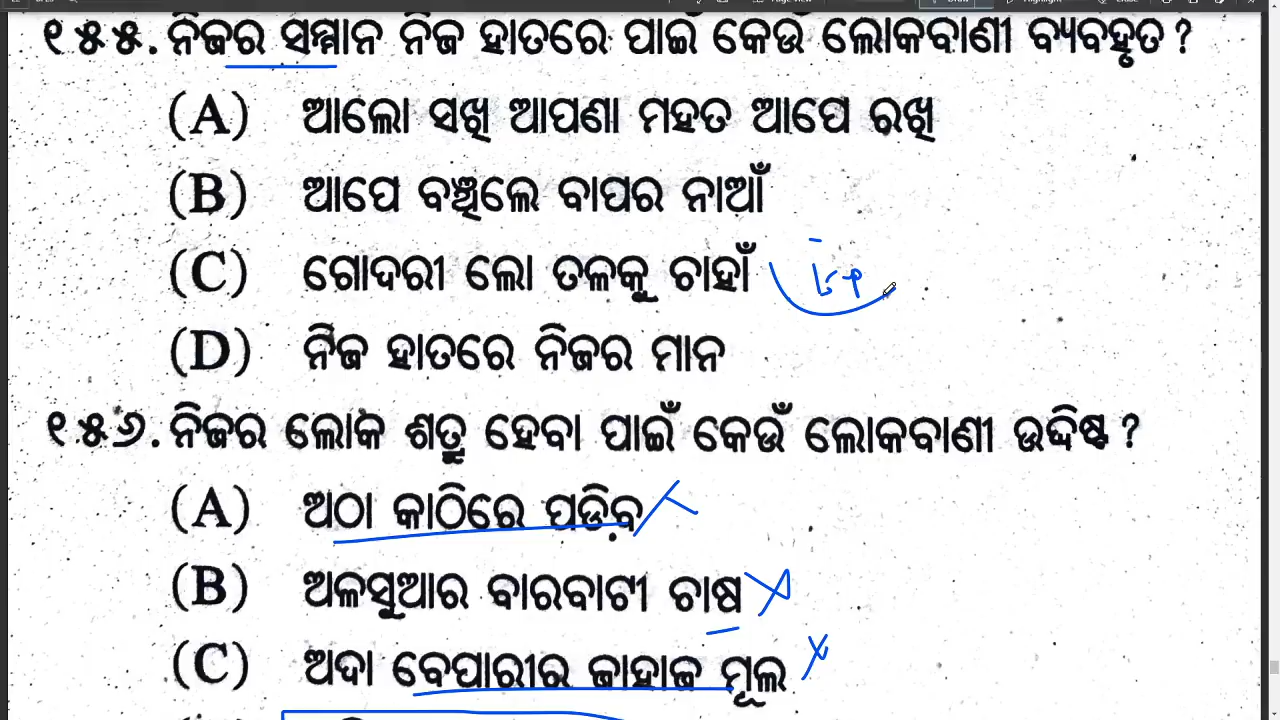 ୧୫୫. ନିଜର ସମ୍ମାନ ନିଜ ହାତରେ ପାଇଁ କେଉଁ ଲୋକବାଣୀ ବ୍ୟବହୃତ ?
(A) ଆଲୋ ସଖି ଆପଣା ମହତ ଆପେ ରଖି
(B) ଆପେ ବଞ୍ଚିଲେ ବାପର ନାଆଁ
(C) ଗୋଦରୀ ଲୋ ତଳକୁ ଚାହାଁ
(D) ନିଜ ହାତରେ ନିଜର ମାନ
୧୫୬. ନିଜର ଲୋକ ଶତ୍ରୁ ହେବା ପାଇଁ କେଉଁ ଲୋକବାଣୀ ଉଦ୍ଦିଷ୍ଟ ?
(A) ଅଠା କାଠିରେ ପଡ଼ିବ
(B) ଅଳସୁଆର ବାରବାଟୀ ଚାଷ
(C) ଅଦା ବେପାରୀର ଜାହାଜ ମୂଲ